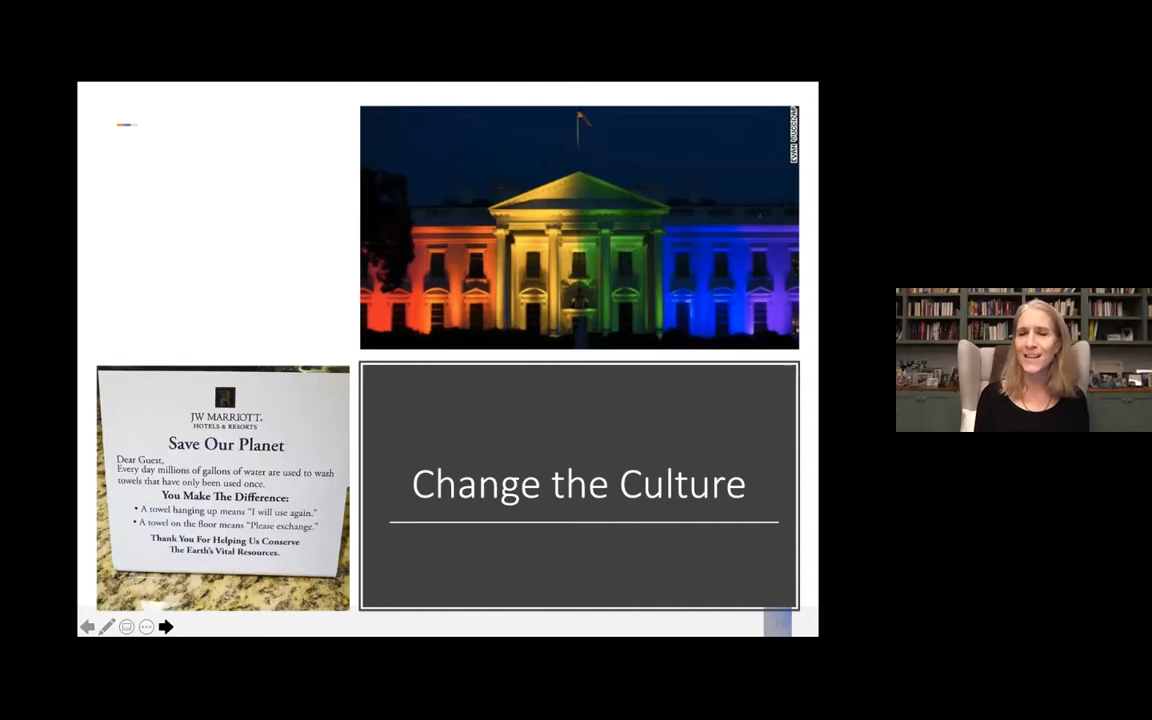 EVAN VUCCI/AP
JW MARRIOTT.
HOTELS & RESORTS
Save Our Planet
Dear Guest,
Every day millions of gallons of water are used to wash
towels that have only been used once.
You Make The Difference:
• A towel hanging up means "I will use again."
• A towel on the floor means "Please exchange."
Thank You For Helping Us Conserve
The Earth's Vital Resources.
Change the Culture